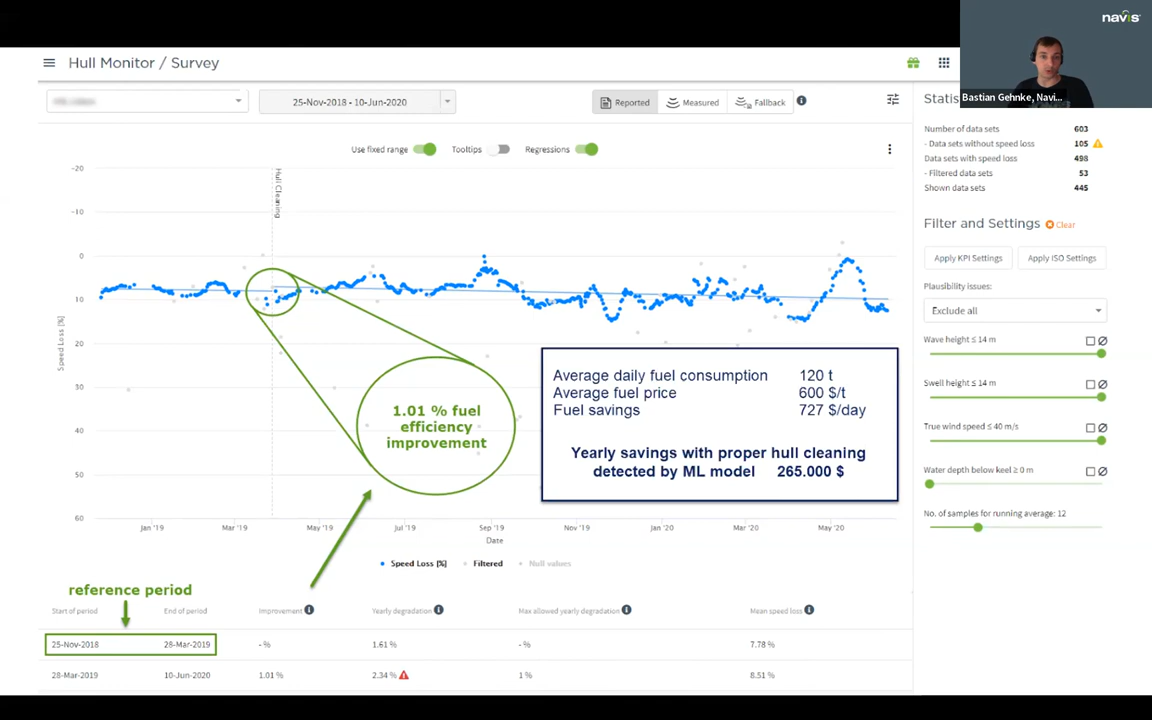 navis
Hull Monitor / Survey
Bastian Gehnke, Navi...
25-Nov-2018 - 10-Jun-2020
Reported
Measured
Fallback
Use fixed range
Tooltips
Regressions
-20
-10
0
10
20
30
40
50
60
Speed Loss [%]
Hull Cleaning
1.01 % fuel
efficiency
improvement
Average daily fuel consumption 120 t
Average fuel price 600 $/t
Fuel savings 727 $/day
Yearly savings with proper hull cleaning
detected by ML model 265.000 $
Jan '19
Mar '19
May '19
Jul '19
Sep '19
Nov '19
Jan '20
Mar '20
May '20
Date
Speed Loss [%]
Filtered
Null values
reference period
Start of period End of period Improvement Yearly degradation Max allowed yearly degradation Mean speed loss
25-Nov-2018 28-Mar-2019 - % 1.61 % - % 7.78 %
28-Mar-2019 10-Jun-2020 1.01 % 2.34 % 1 % 8.51 %
Number of data sets 603
- Data sets without speed loss 105
Data sets with speed loss 498
- Filtered data sets 53
Shown data sets 445
Filter and Settings Clear
Apply KPI Settings
Apply ISO Settings
Plausibility issues:
Exclude all
Wave height ≤ 14 m
Swell height ≤ 14 m
True wind speed ≤ 40 m/s
Water depth below keel ≥ 0 m
No. of samples for running average: 12